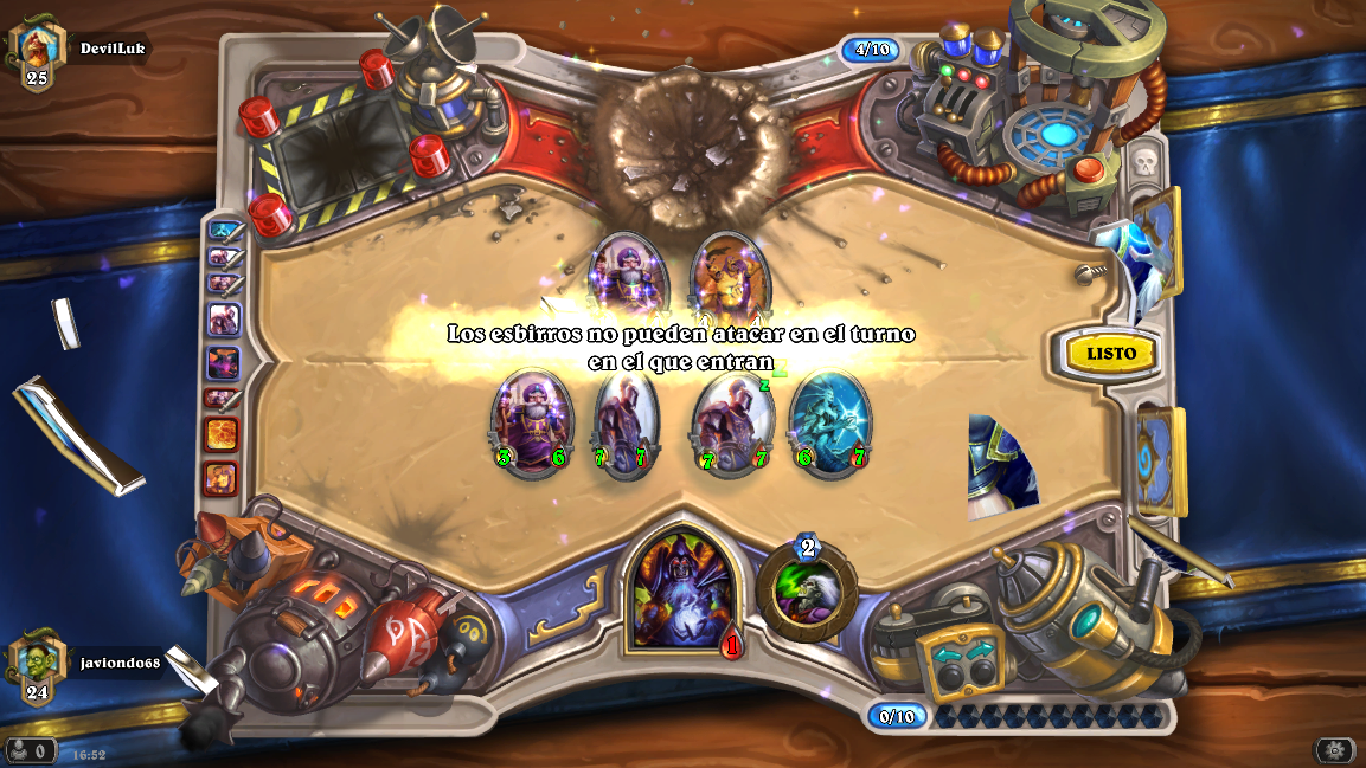 DevilLuk
25
4/10
Los esbirros no pueden atacar en el turno
en el que entran
LISTO
z
3 6 7 7 7 7 6 7
2
1
javiondo68
24
0/10
0 16:52